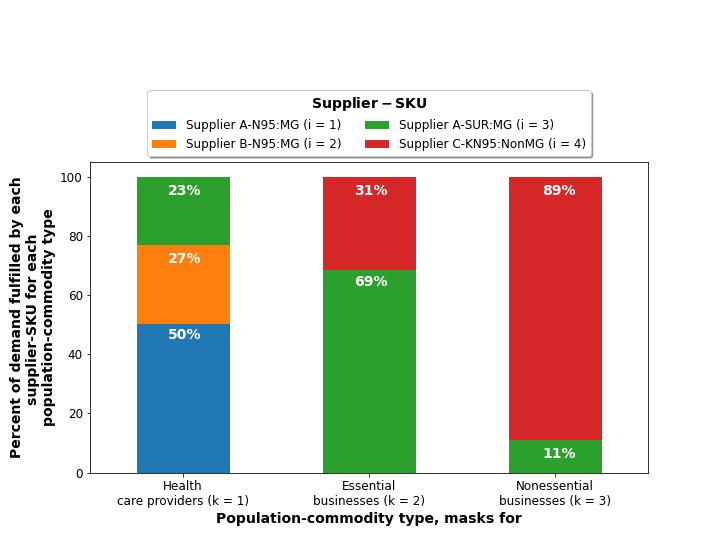 Supplier – SKU
Supplier A-N95:MG (i = 1)
Supplier B-N95:MG (i = 2)
Supplier A-SUR:MG (i = 3)
Supplier C-KN95:NonMG (i = 4)
Percent of demand fulfilled by each
supplier-SKU for each
population-commodity type
100
80
60
40
20
0
23%
27%
50%
31%
69%
89%
11%
Health
care providers (k = 1)
Essential
businesses (k = 2)
Nonessential
businesses (k = 3)
Population-commodity type, masks for